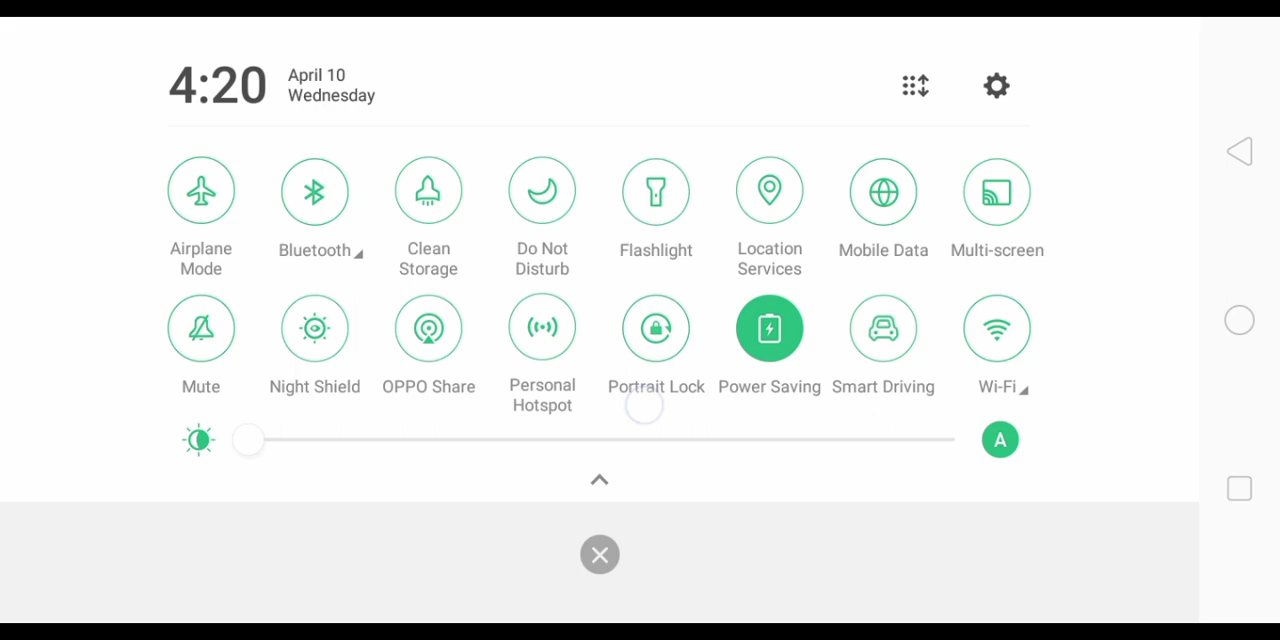 4:20
April 10
Wednesday
Airplane
Mode
Bluetooth
Clean
Storage
Do Not
Disturb
Flashlight
Location
Services
Mobile Data
Multi-screen
Mute
Night Shield
OPPO Share
Personal
Hotspot
Portrait Lock
Power Saving
Smart Driving
Wi-Fi
A